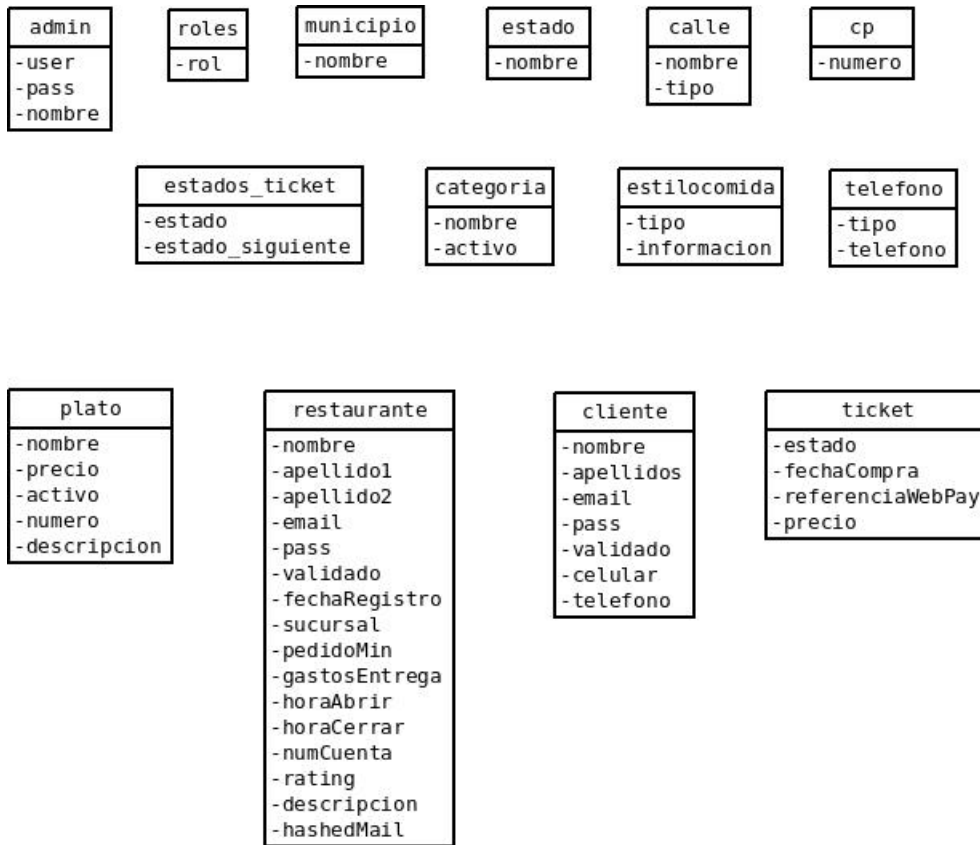 admin
-user
-pass
-nombre
roles
-rol
municipio
-nombre
estado
-nombre
calle
-nombre
-tipo
cp
-numero
estados_ticket
-estado
-estado_siguiente
categoria
-nombre
-activo
estilocomida
-tipo
-informacion
telefono
-tipo
-telefono
plato
-nombre
-precio
-activo
-numero
-descripcion
restaurante
-nombre
-apellido1
-apellido2
-email
-pass
-validado
-fechaRegistro
-sucursal
-pedidoMin
-gastosEntrega
-horaAbrir
-horaCerrar
-numCuenta
-rating
-descripcion
-hashedMail
cliente
-nombre
-apellidos
-email
-pass
-validado
-celular
-telefono
ticket
-estado
-fechaCompra
-referenciaWebPay
-precio